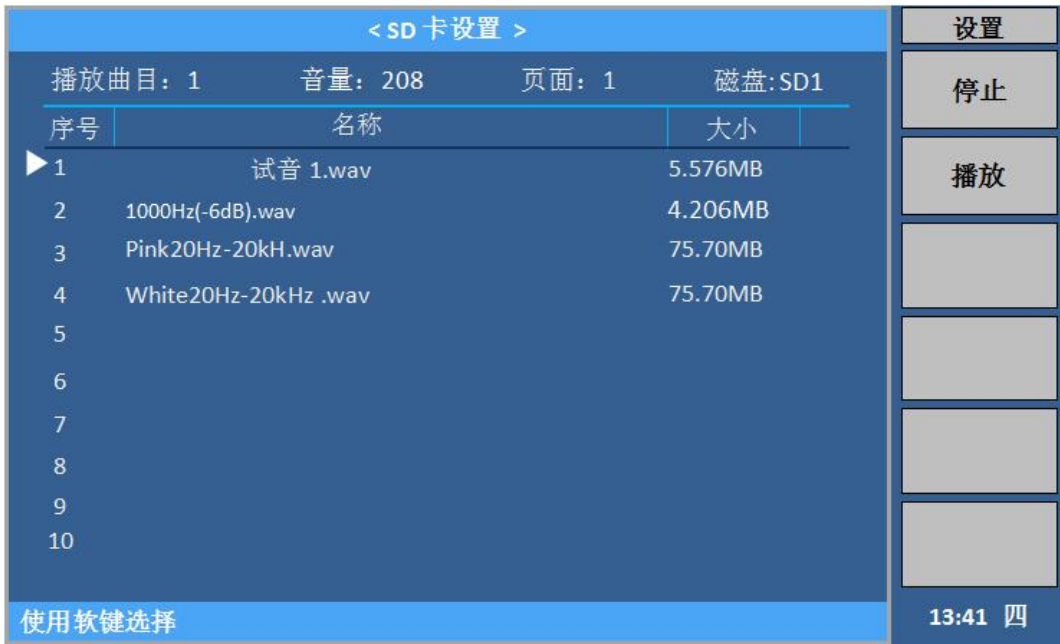 < SD 卡设置 >
设置
播放曲目：1 音量：208 页面：1 磁盘:SD1
停止
序号 名称 大小
1 试音 1.wav 5.576MB
播放
2 1000Hz(-6dB).wav 4.206MB
3 Pink20Hz-20kH.wav 75.70MB
4 White20Hz-20kHz .wav 75.70MB
5
6
7
8
9
10
使用软键选择
13:41 四